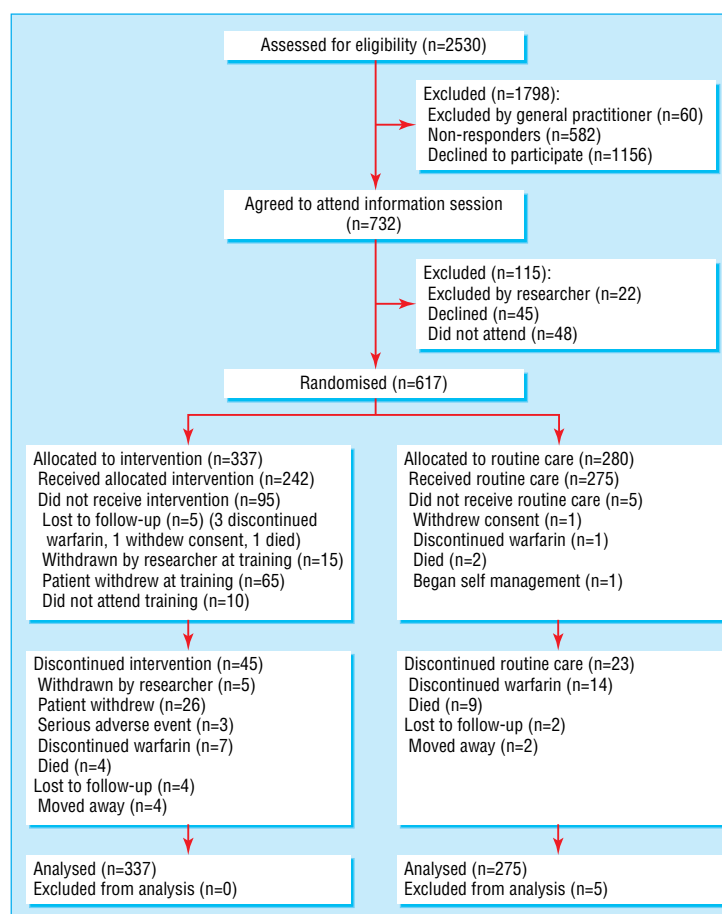 Assessed for eligibility (n=2530)
Excluded (n=1798):
Excluded by general practitioner (n=60)
Non-responders (n=582)
Declined to participate (n=1156)
Agreed to attend information session
(n=732)
Excluded (n=115):
Excluded by researcher (n=22)
Declined (n=45)
Did not attend (n=48)
Randomised (n=617)
Allocated to intervention (n=337)
Received allocated intervention (n=242)
Did not receive intervention (n=95)
Lost to follow-up (n=5) (3 discontinued
warfarin, 1 withdew consent, 1 died)
Withdrawn by researcher at training (n=15)
Patient withdrew at training (n=65)
Did not attend training (n=10)
Allocated to routine care (n=280)
Received routine care (n=275)
Did not receive routine care (n=5)
Withdrew consent (n=1)
Discontinued warfarin (n=1)
Died (n=2)
Began self management (n=1)
Discontinued intervention (n=45)
Withdrawn by researcher (n=5)
Patient withdrew (n=26)
Serious adverse event (n=3)
Discontinued warfarin (n=7)
Died (n=4)
Lost to follow-up (n=4)
Moved away (n=4)
Discontinued routine care (n=23)
Discontinued warfarin (n=14)
Died (n=9)
Lost to follow-up (n=2)
Moved away (n=2)
Analysed (n=337)
Excluded from analysis (n=0)
Analysed (n=275)
Excluded from analysis (n=5)